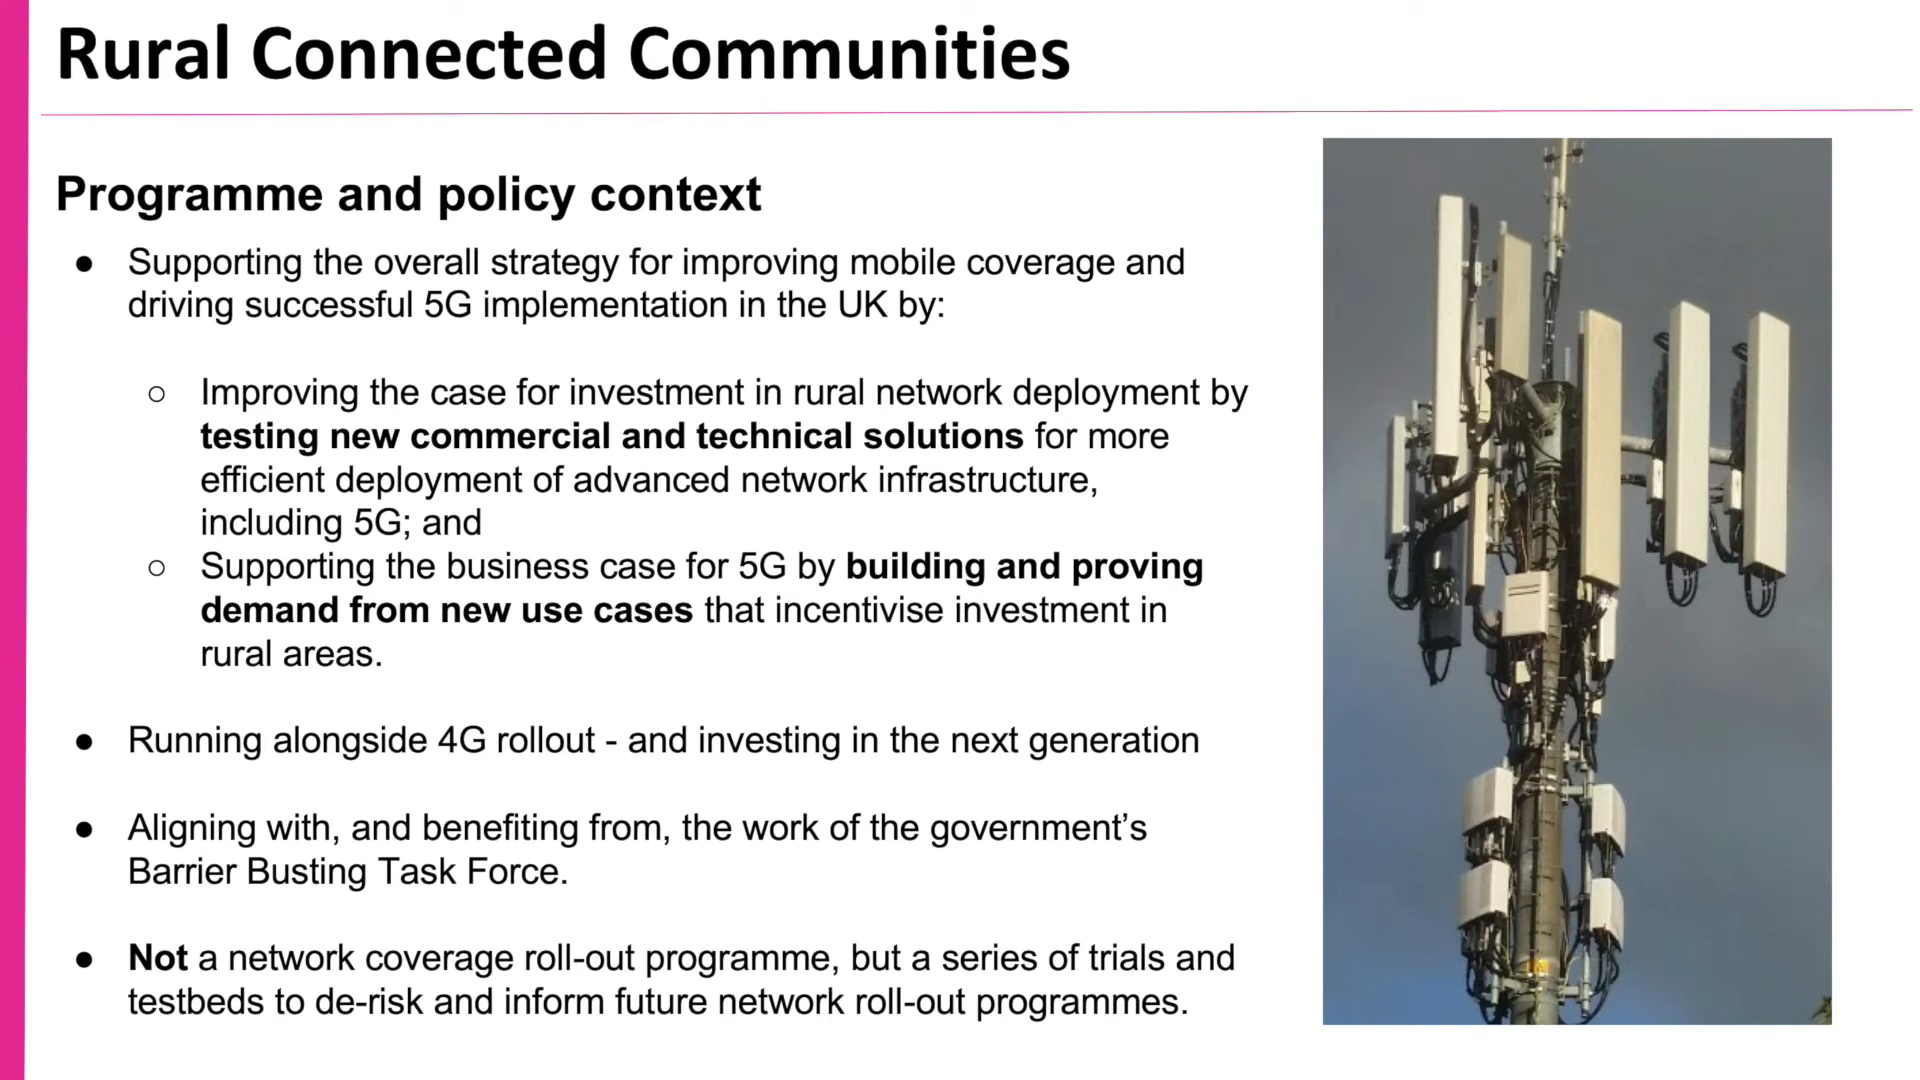 Rural Connected Communities
Programme and policy context
● Supporting the overall strategy for improving mobile coverage and
driving successful 5G implementation in the UK by:
○ Improving the case for investment in rural network deployment by
testing new commercial and technical solutions for more
efficient deployment of advanced network infrastructure,
including 5G; and
○ Supporting the business case for 5G by building and proving
demand from new use cases that incentivise investment in
rural areas.
● Running alongside 4G rollout - and investing in the next generation
● Aligning with, and benefiting from, the work of the government’s
Barrier Busting Task Force.
● Not a network coverage roll-out programme, but a series of trials and
testbeds to de-risk and inform future network roll-out programmes.